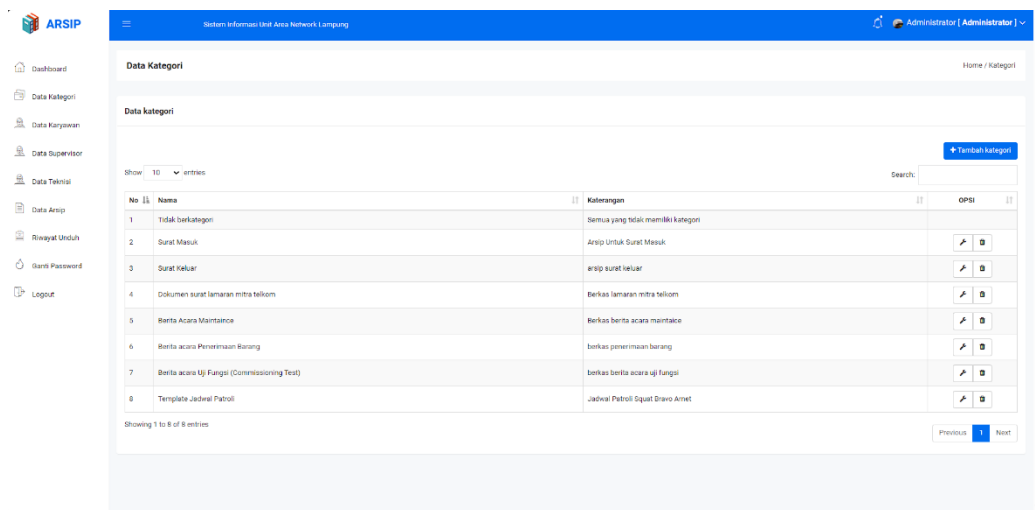 ARSIP
Sistem Informasi Unit Area Network Lampung
Administrator [ Administrator ]
Dashboard
Data Kategori
Data Karyawan
Data Supervisor
Data Teknisi
Data Arsip
Riwayat Unduh
Ganti Password
Logout
Data Kategori
Home / Kategori
Data kategori
+ Tambah kategori
Show 10 entries
Search:
No Nama Katerangan OPSI
1 Tidak berkategori Semua yang tidak memiliki kategori
2 Surat Masuk Arsip Untuk Surat Masuk
3 Surat Keluar arsip surat keluar
4 Dokumen surat lamaran mitra telkom Berkas lamaran mitra telkom
5 Berita Acara Maintaince Berkas berita acara maintaice
6 Berita acara Penerimaan Barang berkas penerimaan barang
7 Berita acara Uji Fungsi (Commissioning Test) berkas berita acara uji fungsi
8 Template Jadwal Patroli Jadwal Patroli Squat Bravo Arnet
Showing 1 to 8 of 8 entries
Previous 1 Next